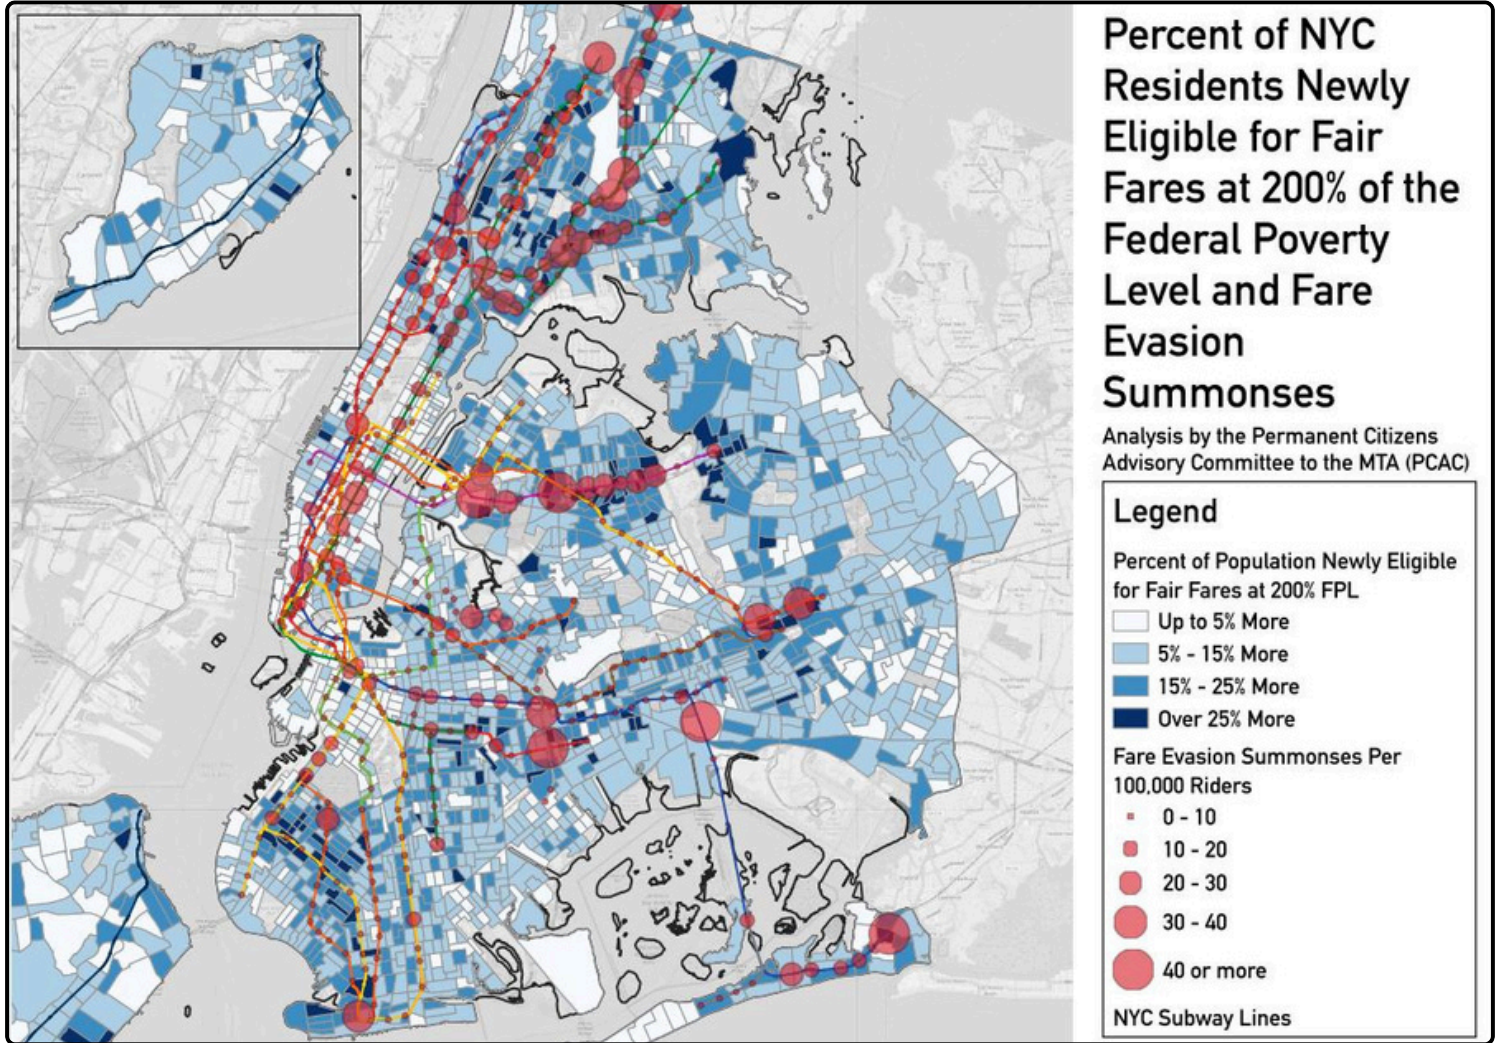 Percent of NYC
Residents Newly
Eligible for Fair
Fares at 200% of the
Federal Poverty
Level and Fare
Evasion
Summonses
Analysis by the Permanent Citizens
Advisory Committee to the MTA (PCAC)
Legend
Percent of Population Newly Eligible
for Fair Fares at 200% FPL
Up to 5% More
5% - 15% More
15% - 25% More
Over 25% More
Fare Evasion Summonses Per
100,000 Riders
0 - 10
10 - 20
20 - 30
30 - 40
40 or more
NYC Subway Lines